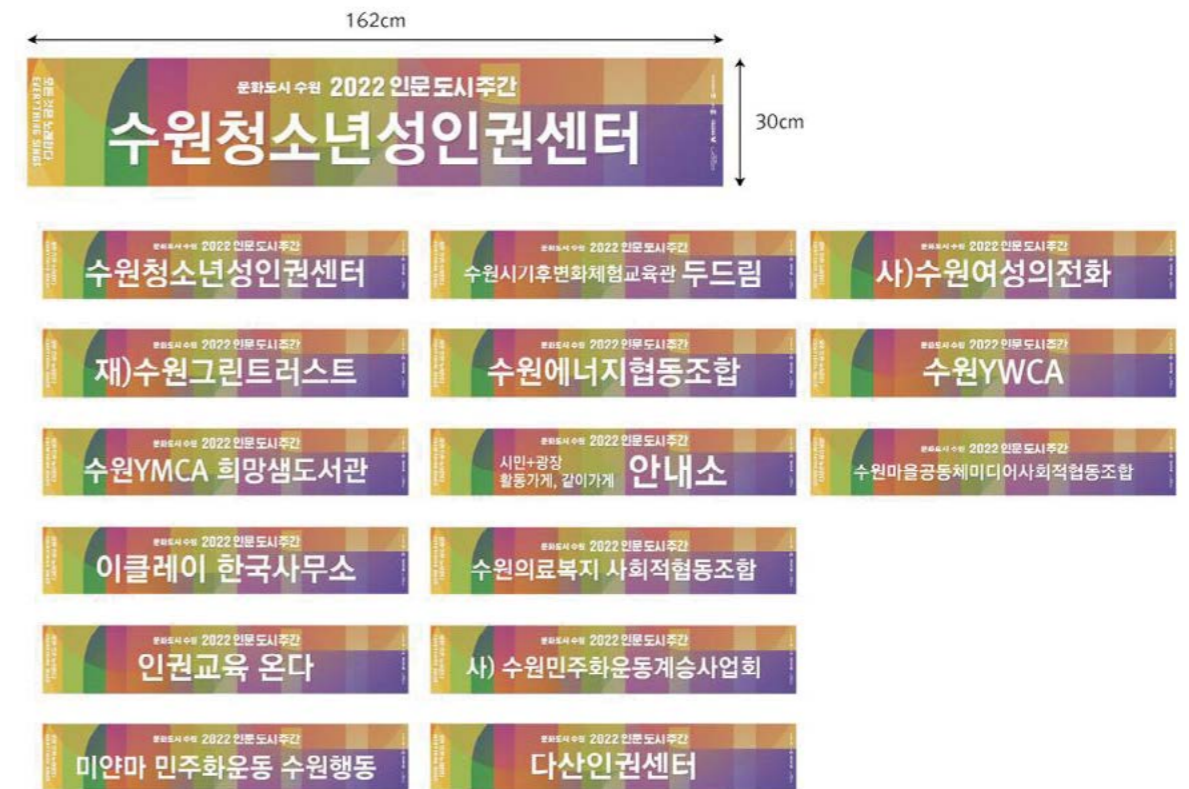 162cm
모든 것은 노래한다.
EVERYTHING SINGS
문화도시 수원 2022 인문도시주간
수원청소년성인권센터
30cm
문화도시 수원 2022 인문도시주간
수원청소년성인권센터
문화도시 수원 2022 인문도시주간
수원시기후변화체험교육관 두드림
문화도시 수원 2022 인문도시주간
사)수원여성의전화
문화도시 수원 2022 인문도시주간
재)수원그린트러스트
문화도시 수원 2022 인문도시주간
수원에너지협동조합
문화도시 수원 2022 인문도시주간
수원YWCA
문화도시 수원 2022 인문도시주간
수원YMCA 희망샘도서관
문화도시 수원 2022 인문도시주간
시민+광장
활동가게, 같이가게 안내소
문화도시 수원 2022 인문도시주간
수원마을공동체미디어사회적협동조합
문화도시 수원 2022 인문도시주간
이클레이 한국사무소
문화도시 수원 2022 인문도시주간
수원의료복지 사회적협동조합
문화도시 수원 2022 인문도시주간
인권교육 온다
문화도시 수원 2022 인문도시주간
사) 수원민주화운동계승사업회
문화도시 수원 2022 인문도시주간
미얀마 민주화운동 수원행동
문화도시 수원 2022 인문도시주간
다산인권센터